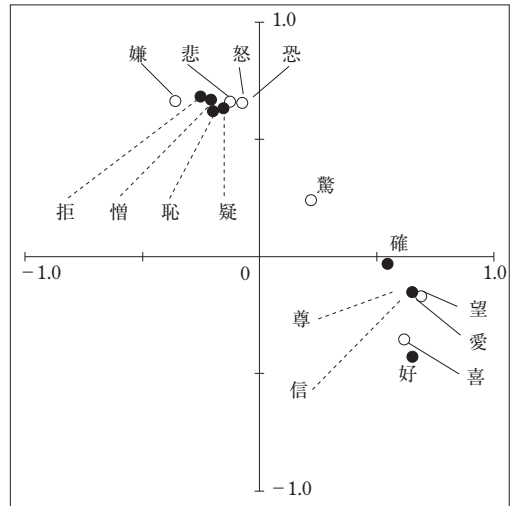 1.0
嫌 悲 怒 恐
拒 憎 恥 疑
驚
確
−1.0 0 1.0
尊 望
愛
信 好 喜
−1.0